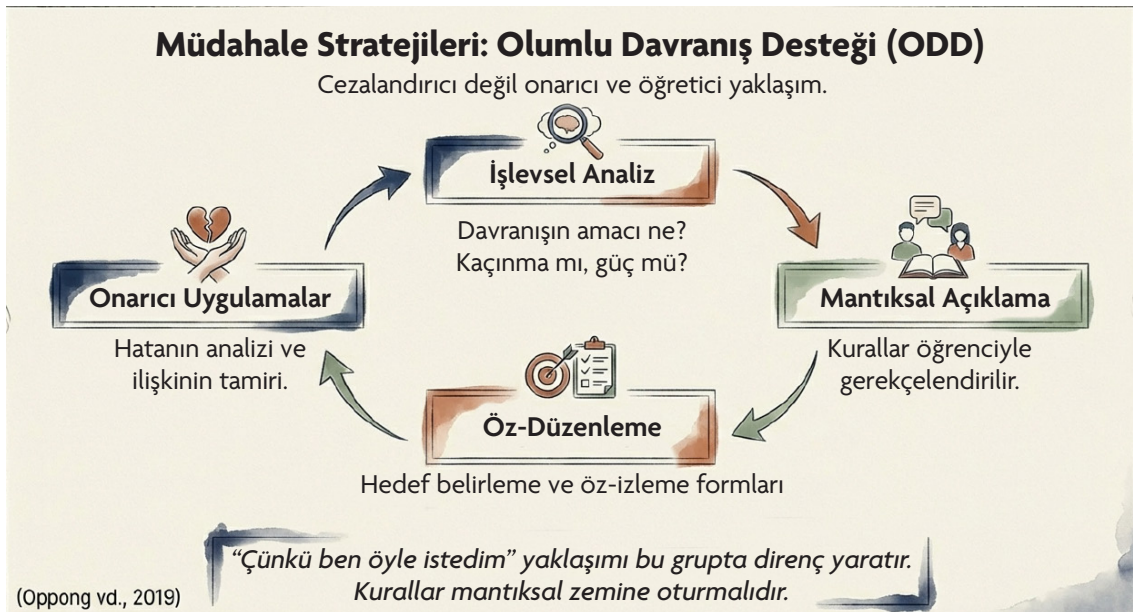 Müdahale Stratejileri: Olumlu Davranış Desteği (ODD)
Cezalandırıcı değil onarıcı ve öğretici yaklaşım.
İşlevsel Analiz
Davranışın amacı ne?
Kaçınma mı, güç mü?
Mantıksal Açıklama
Kurallar öğrenciyle
gerekçelendirilir.
Öz-Düzenleme
Hedef belirleme ve öz-izleme formları
Onarıcı Uygulamalar
Hatanın analizi ve
ilişkinin tamiri.
“Çünkü ben öyle istedim” yaklaşımı bu grupta direnç yaratır.
Kurallar mantıksal zemine oturmalıdır.
(Oppong vd., 2019)